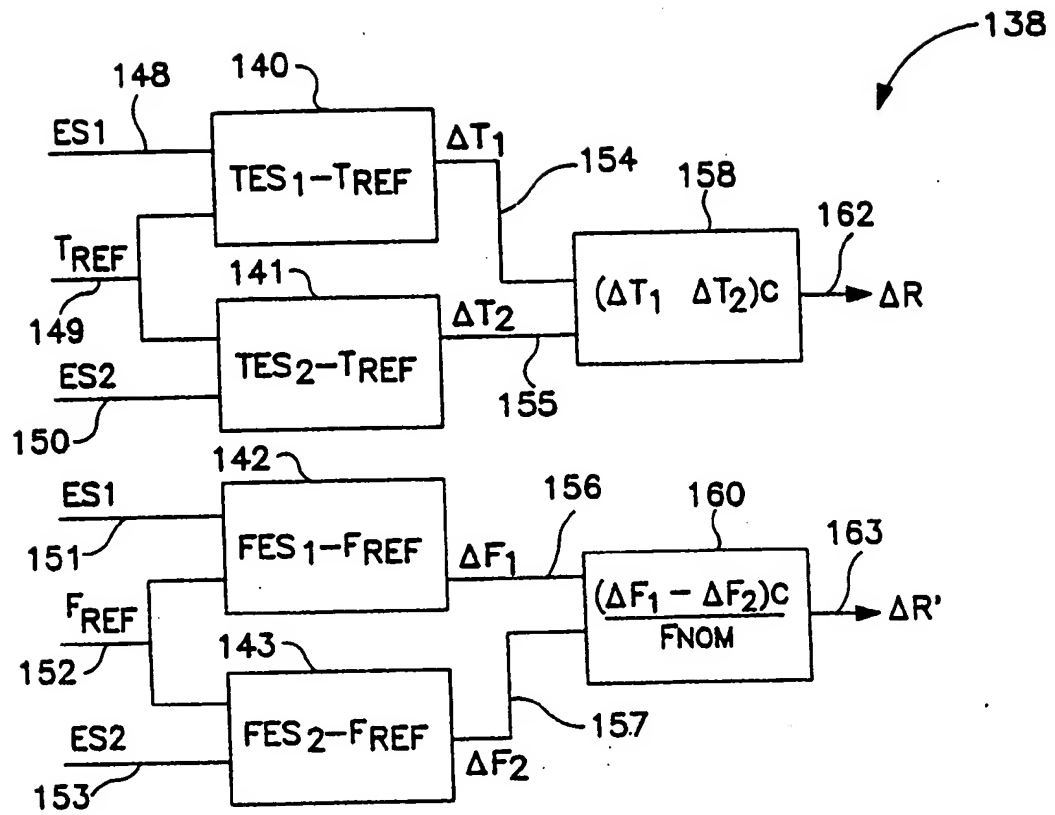 138
148
140
ES1
TES1–TREF
ΔT1
154
158
TREF
149
141
(ΔT1 ΔT2)C
162
ΔR
ΔT2
ES2
TES2–TREF
155
150
142
ES1
151
FES1–FREF
ΔF1
156
160
163
(ΔF1 – ΔF2)C
FNOM
ΔR'
FREF
152
143
FES2–FREF
157
ES2
ΔF2
153